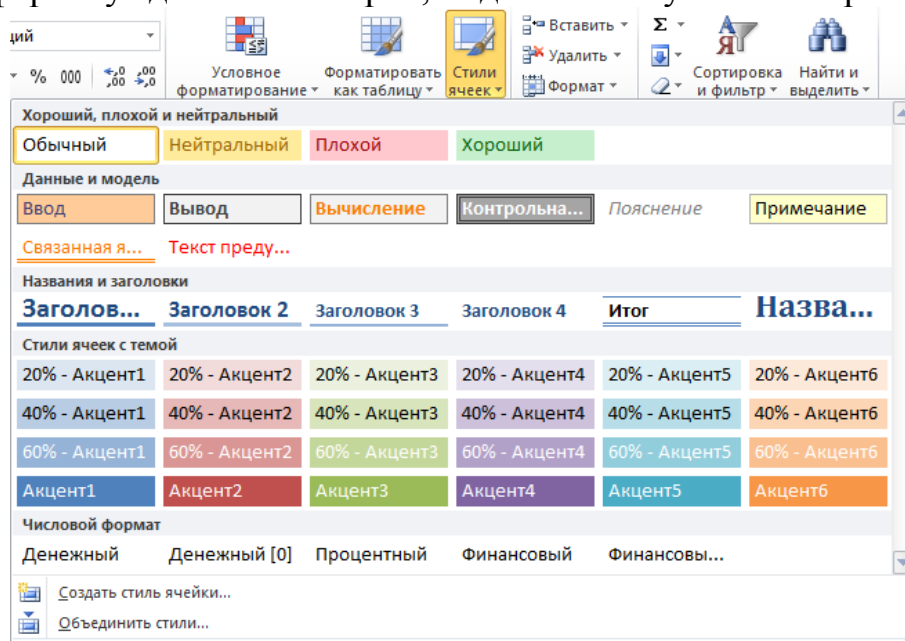 ций
Вставить
Σ
Удалить
% 000
Условное форматирование
Форматировать как таблицу
Стили ячеек
Формат
Сортировка и фильтр
Найти и выделить
Хороший, плохой и нейтральный
Обычный Нейтральный Плохой Хороший
Данные и модель
Ввод Вывод Вычисление Контрольна... Пояснение Примечание
Связанная я... Текст преду...
Названия и заголовки
Заголов... Заголовок 2 Заголовок 3 Заголовок 4 Итог Назва...
Стили ячеек с темой
20% - Акцент1 20% - Акцент2 20% - Акцент3 20% - Акцент4 20% - Акцент5 20% - Акцент6
40% - Акцент1 40% - Акцент2 40% - Акцент3 40% - Акцент4 40% - Акцент5 40% - Акцент6
60% - Акцент1 60% - Акцент2 60% - Акцент3 60% - Акцент4 60% - Акцент5 60% - Акцент6
Акцент1 Акцент2 Акцент3 Акцент4 Акцент5 Акцент6
Числовой формат
Денежный Денежный [0] Процентный Финансовый Финансовы...
Создать стиль ячейки...
Объединить стили...